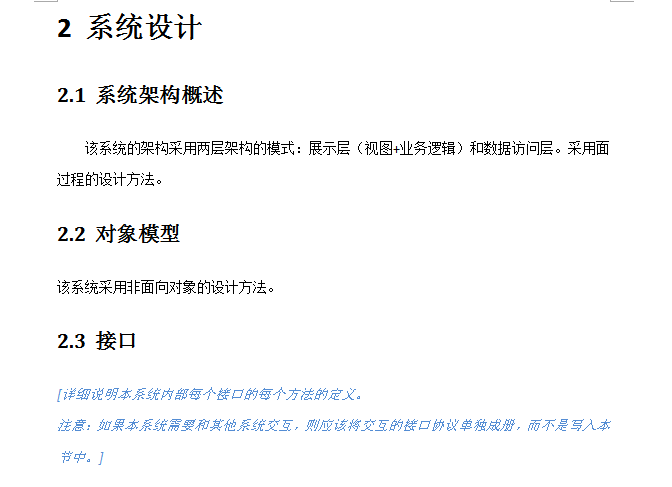 2 系统设计
2.1 系统架构概述
该系统的架构采用两层架构的模式：展示层（视图+业务逻辑）和数据访问层。采用面
过程的设计方法。
2.2 对象模型
该系统采用非面向对象的设计方法。
2.3 接口
[详细说明本系统内部每个接口的每个方法的定义。
注意：如果本系统需要和其他系统交互，则应该将交互的接口协议单独成册，而不是写入本
节中。]